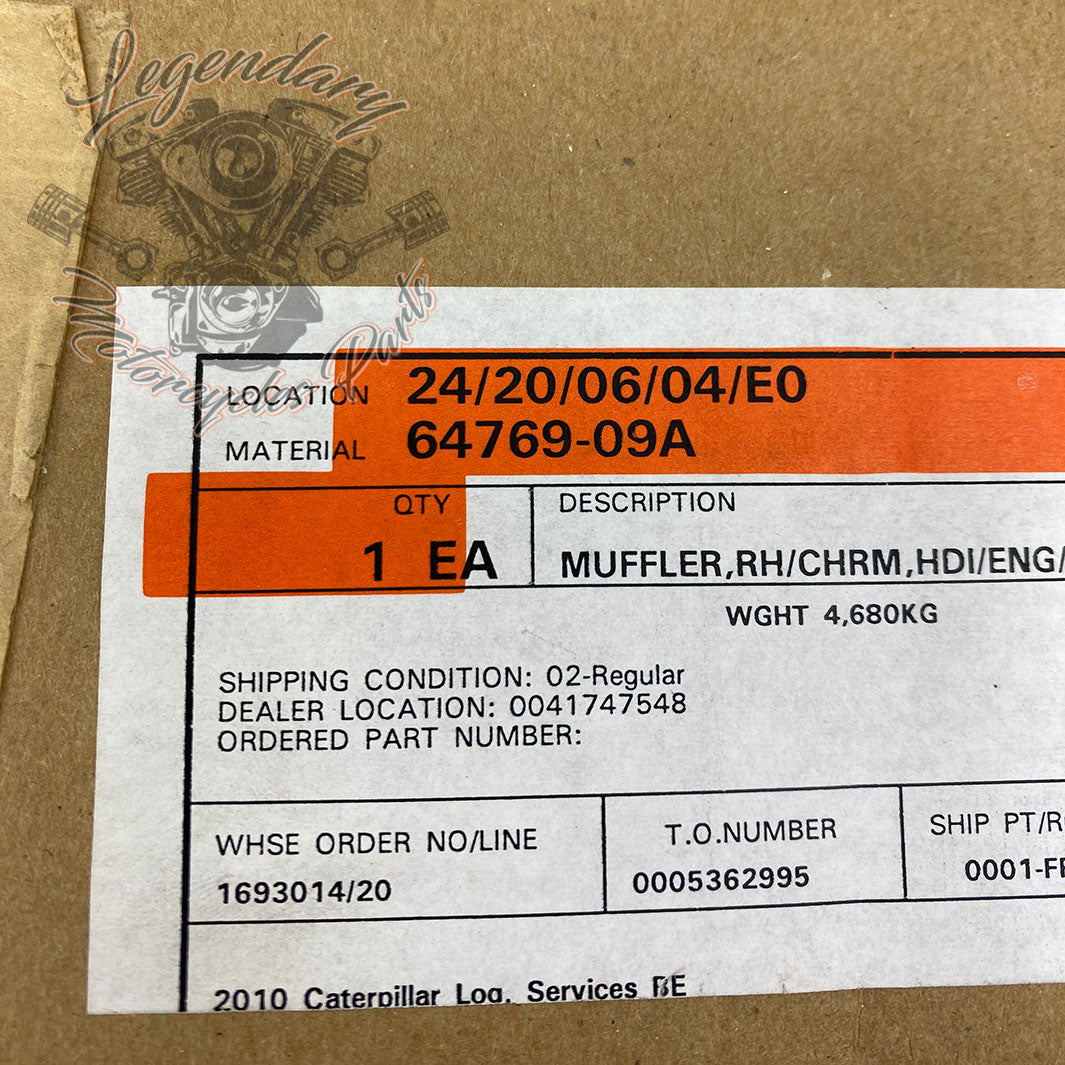 Legendary
Motorcycles Parts
LOCATION 24/20/06/04/E0
MATERIAL 64769-09A
QTY DESCRIPTION
1 EA MUFFLER,RH/CHRM,HDI/ENG/
WGHT 4,680KG
SHIPPING CONDITION: 02-Regular
DEALER LOCATION: 0041747548
ORDERED PART NUMBER:
WHSE ORDER NO/LINE T.O.NUMBER SHIP PT/R
1693014/20 0005362995 0001-F
2010 Caterpillar Log. Services BE